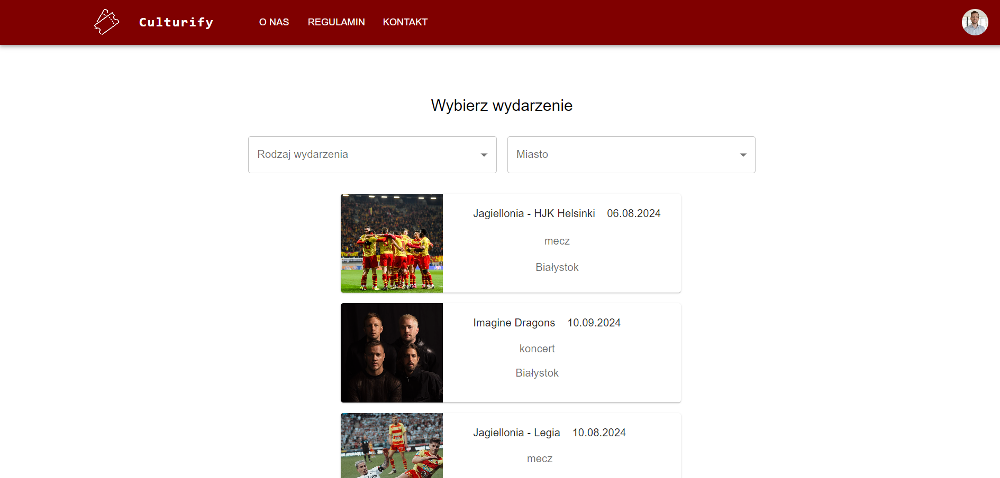 Culturify O NAS REGULAMIN KONTAKT
Wybierz wydarzenie
Rodzaj wydarzenia Miasto
Jagiellonia - HJK Helsinki 06.08.2024
mecz
Białystok
Imagine Dragons 10.09.2024
koncert
Białystok
Jagiellonia - Legia 10.08.2024
mecz